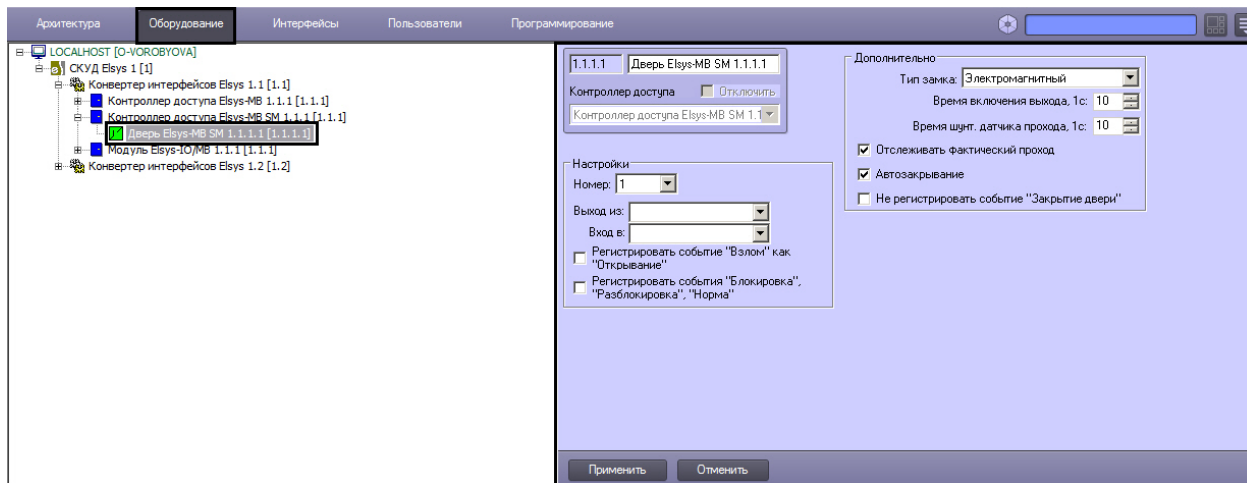 Архитектура Оборудование Интерфейсы Пользователи Программирование
LOCALHOST [O-VOROBYOVA]
СКУД Elsys 1 [1]
Конвертер интерфейсов Elsys 1.1 [1.1]
Контроллер доступа Elsys-MB 1.1.1 [1.1.1]
Контроллер доступа Elsys-MB SM 1.1.1 [1.1.1]
Дверь Elsys-MB SM 1.1.1.1 [1.1.1.1]
Модуль Elsys-IO/MB 1.1.1 [1.1.1]
Конвертер интерфейсов Elsys 1.2 [1.2]
1.1.1.1 Дверь Elsys-MB SM 1.1.1.1
Контроллер доступа Отключить
Контроллер доступа Elsys-MB SM 1.1
Настройки
Номер: 1
Выход из:
Вход в:
Регистрировать событие "Взлом" как
"Открывание"
Регистрировать события "Блокировка",
"Разблокировка", "Норма"
Дополнительно
Тип замка: Электромагнитный
Время включения выхода, 1с: 10
Время шунт. датчика прохода, 1с: 10
Отслеживать фактический проход
Автозакрывание
Не регистрировать событие "Закрытие двери"
Применить Отменить